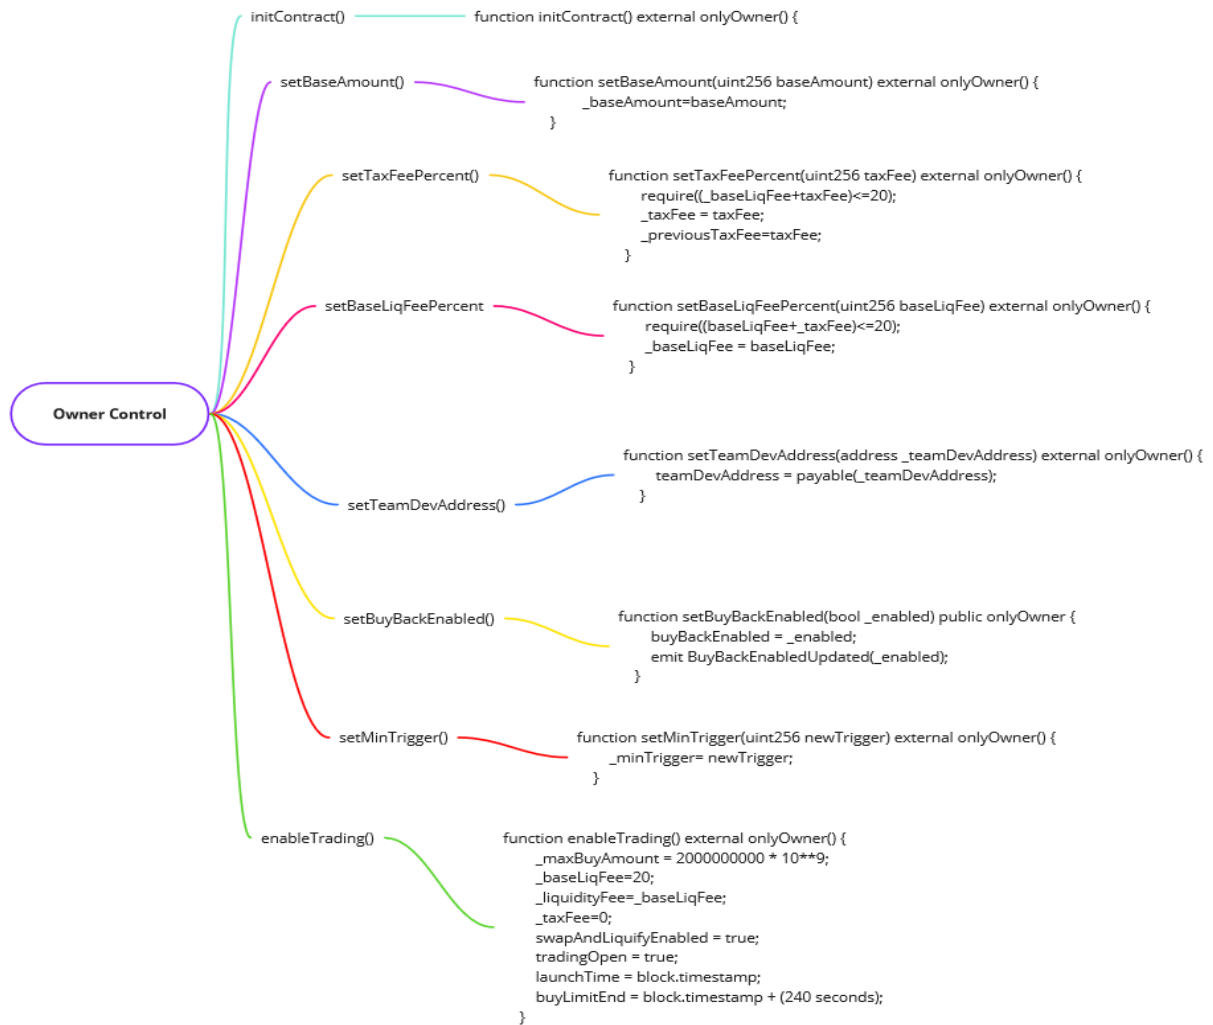 initContract()
function initContract() external onlyOwner() {
setBaseAmount()
function setBaseAmount(uint256 baseAmount) external onlyOwner() {
_baseAmount=baseAmount;
}
setTaxFeePercent()
function setTaxFeePercent(uint256 taxFee) external onlyOwner() {
require((_baseLiqFee+taxFee)<=20);
_taxFee = taxFee;
_previousTaxFee=taxFee;
}
setBaseLiqFeePercent
function setBaseLiqFeePercent(uint256 baseLiqFee) external onlyOwner() {
require((baseLiqFee+_taxFee)<=20);
_baseLiqFee = baseLiqFee;
}
Owner Control
setTeamDevAddress()
function setTeamDevAddress(address _teamDevAddress) external onlyOwner() {
teamDevAddress = payable(_teamDevAddress);
}
setBuyBackEnabled()
function setBuyBackEnabled(bool _enabled) public onlyOwner {
buyBackEnabled = _enabled;
emit BuyBackEnabledUpdated(_enabled);
}
setMinTrigger()
function setMinTrigger(uint256 newTrigger) external onlyOwner() {
_minTrigger= newTrigger;
}
enableTrading()
function enableTrading() external onlyOwner() {
_maxBuyAmount = 2000000000 * 10**9;
_baseLiqFee=20;
_liquidityFee=_baseLiqFee;
_taxFee=0;
swapAndLiquifyEnabled = true;
tradingOpen = true;
launchTime = block.timestamp;
buyLimitEnd = block.timestamp + (240 seconds);
}